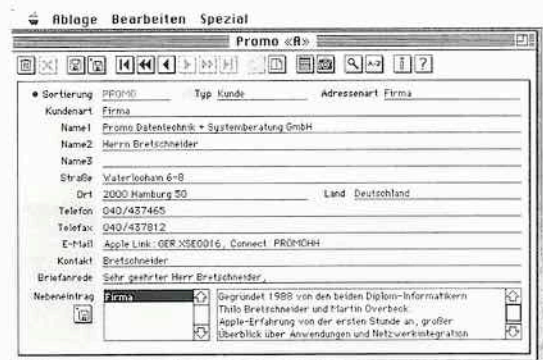 Ablage Bearbeiten Spezial
Promo «A»
Sortierung PROMO Typ Kunde Adressenart Firma
Kundenart Firma
Name1 Promo Datentechnik + Systemberatung GmbH
Name2 Herrn Bretschneider
Name3
Straße Waterloohain 6-8
Ort 2000 Hamburg 50 Land Deutschland
Telefon 040/437465
Telefax 040/437812
E-Mail Apple Link: GER.XSE0016, Connect PROMOHH
Kontakt Bretschneider
Briefanrede Sehr geehrter Herr Bretschneider,
Nebeneintrag Firma
Gegründet 1988 von den beiden Diplom-Informatikern
Thilo Bretschneider und Martin Overbeck.
Apple-Erfahrung von der ersten Stunde an, großer
Überblick über Anwendungen und Netzwerkintegration